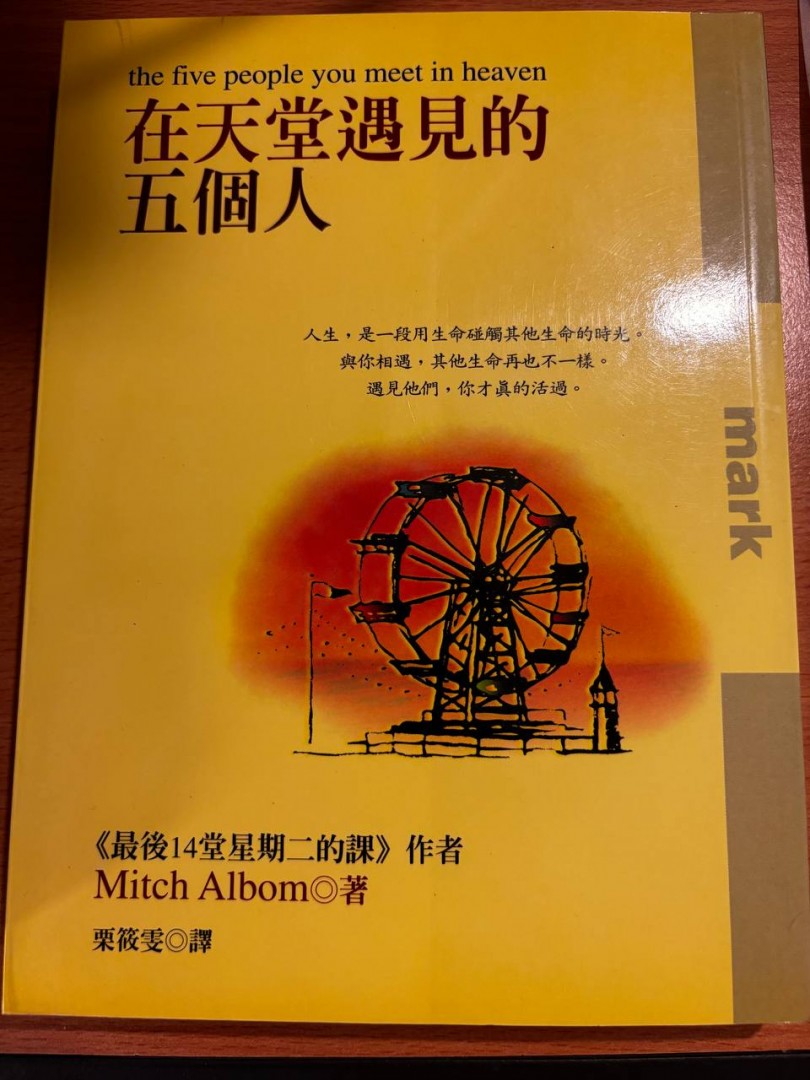 the five people you meet in heaven
在天堂遇見的
五個人
人生，是一段用生命碰觸其他生命的時光。
與你相遇，其他生命再也不一樣。
遇見他們，你才真的活過。
mark
《最後14堂星期二的課》作者
Mitch Albom◎著
栗筱雯◎譯